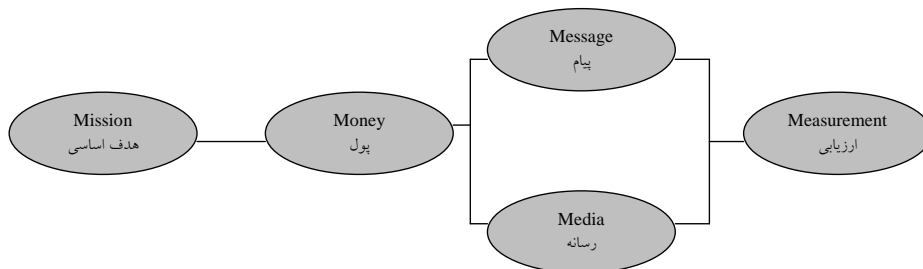 Mission
هدف اساسی
Money
پول
Message
پیام
Media
رسانه
Measurement
ارزیابی